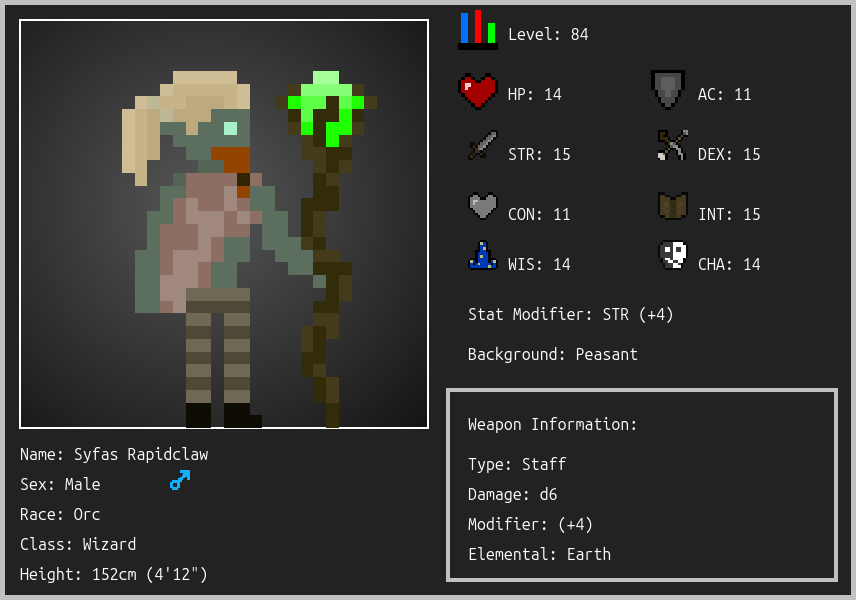 Level: 84
HP: 14
AC: 11
STR: 15
DEX: 15
CON: 11
INT: 15
WIS: 14
CHA: 14
Stat Modifier: STR (+4)
Background: Peasant
Weapon Information:
Type: Staff
Damage: d6
Modifier: (+4)
Elemental: Earth
Name: Syfas Rapidclaw
Sex: Male
Race: Orc
Class: Wizard
Height: 152cm (4'12")